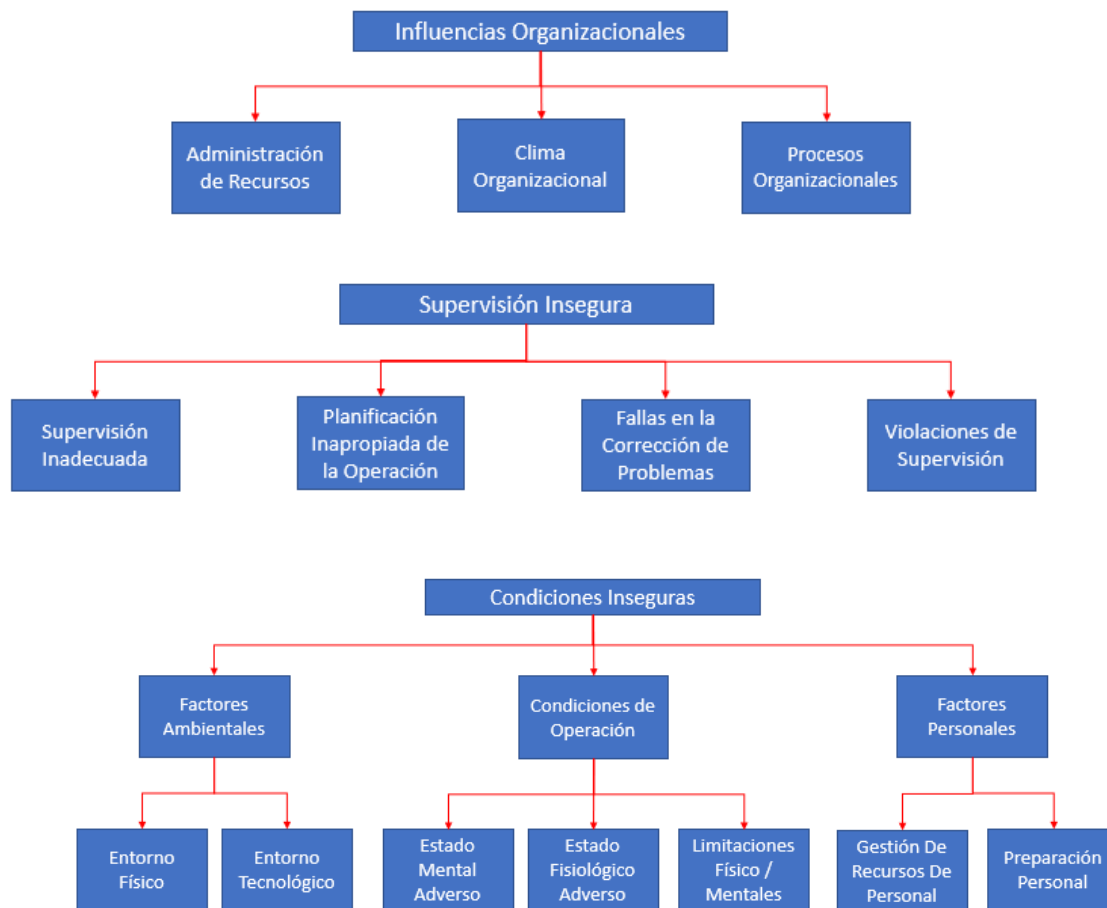 Influencias Organizacionales
Administración
de Recursos
Clima
Organizacional
Procesos
Organizacionales
Supervisión Insegura
Supervisión
Inadecuada
Planificación
Inapropiada de
la Operación
Fallas en la
Corrección de
Problemas
Violaciones de
Supervisión
Condiciones Inseguras
Factores
Ambientales
Condiciones de
Operación
Factores
Personales
Entorno
Físico
Entorno
Tecnológico
Estado
Mental
Adverso
Estado
Fisiológico
Adverso
Limitaciones
Físico /
Mentales
Gestión De
Recursos De
Personal
Preparación
Personal